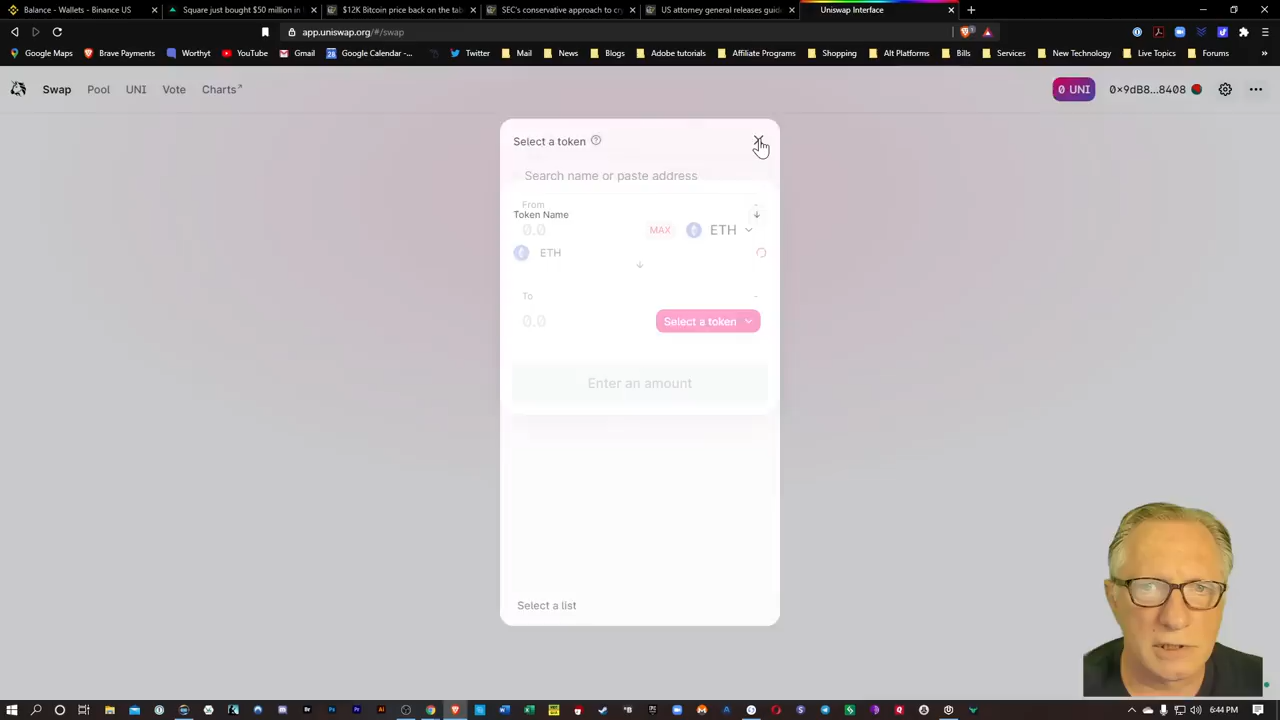 Balance - Wallets - Binance US
Square just bought $50 million in
$12K Bitcoin price back on the tab
SEC's conservative approach to cr
US attorney general releases guid
Uniswap Interface
app.uniswap.org/#/swap
Google Maps
Brave Payments
Worthyt
YouTube
Gmail
Google Calendar -...
Twitter
Mail
News
Blogs
Adobe tutorials
Affiliate Programs
Shopping
Alt Platforms
Bills
Services
New Technology
Live Topics
Forums
Swap
Pool
UNI
Vote
Charts
0 UNI
0×9dB8...8408
Select a token
Search name or paste address
From
-
Token Name
0.0
MAX
ETH
ETH
To
-
0.0
Select a token
Enter an amount
Select a list
6:44 PM